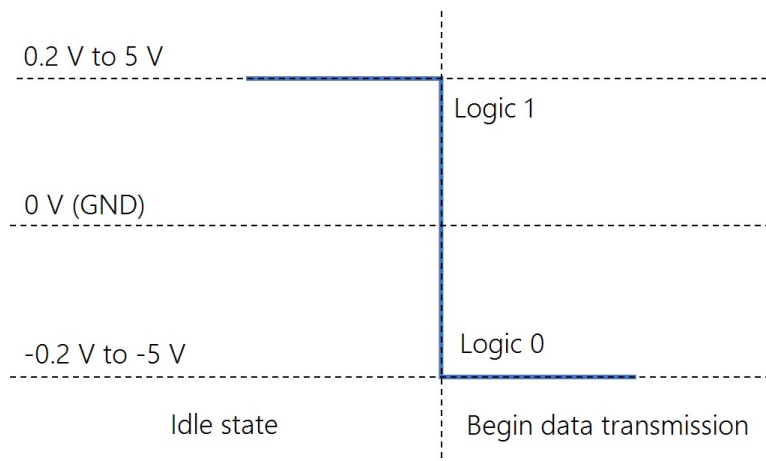 0.2 V to 5 V
Logic 1
0 V (GND)
Logic 0
-0.2 V to -5 V
Idle state
Begin data transmission